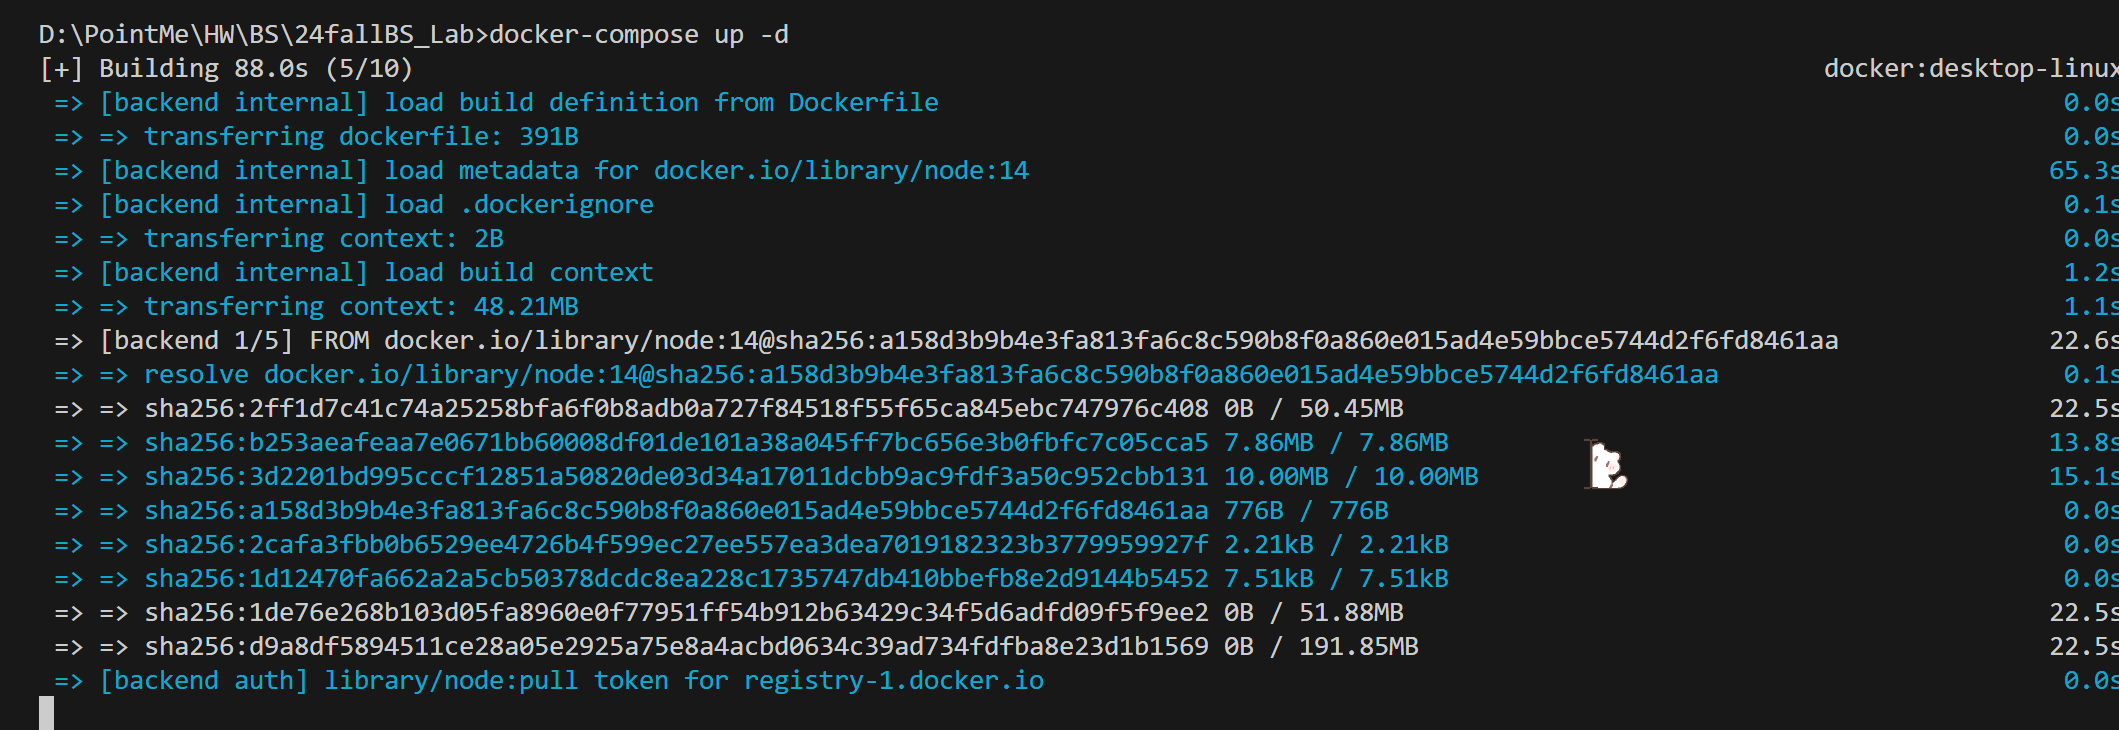 D:\PointMe\HW\BS\24fallBS_Lab>docker-compose up -d
[+] Building 88.0s (5/10) docker:desktop-linux
=> [backend internal] load build definition from Dockerfile 0.0s
=> => transferring dockerfile: 391B 0.0s
=> [backend internal] load metadata for docker.io/library/node:14 65.3s
=> [backend internal] load .dockerignore 0.1s
=> => transferring context: 2B 0.0s
=> [backend internal] load build context 1.2s
=> => transferring context: 48.21MB 1.1s
=> [backend 1/5] FROM docker.io/library/node:14@sha256:a158d3b9b4e3fa813fa6c8c590b8f0a860e015ad4e59bbce5744d2f6fd8461aa 22.6s
=> => resolve docker.io/library/node:14@sha256:a158d3b9b4e3fa813fa6c8c590b8f0a860e015ad4e59bbce5744d2f6fd8461aa 0.1s
=> => sha256:2ff1d7c41c74a25258bfa6f0b8adb0a727f84518f55f65ca845ebc747976c408 0B / 50.45MB 22.5s
=> => sha256:b253aeafeaa7e0671bb60008df01de101a38a045ff7bc656e3b0fbfc7c05cca5 7.86MB / 7.86MB 13.8s
=> => sha256:3d2201bd995cccf12851a50820de03d34a17011dcbb9ac9fdf3a50c952cbb131 10.00MB / 10.00MB 15.1s
=> => sha256:a158d3b9b4e3fa813fa6c8c590b8f0a860e015ad4e59bbce5744d2f6fd8461aa 776B / 776B 0.0s
=> => sha256:2cafa3fbb0b6529ee4726b4f599ec27ee557ea3dea7019182323b3779959927f 2.21kB / 2.21kB 0.0s
=> => sha256:1d12470fa662a2a5cb50378dcdc8ea228c1735747db410bbefb8e2d9144b5452 7.51kB / 7.51kB 0.0s
=> => sha256:1de76e268b103d05fa8960e0f77951ff54b912b63429c34f5d6adfd09f5f9ee2 0B / 51.88MB 22.5s
=> => sha256:d9a8df5894511ce28a05e2925a75e8a4acbd0634c39ad734fdfba8e23d1b1569 0B / 191.85MB 22.5s
=> [backend auth] library/node:pull token for registry-1.docker.io 0.0s